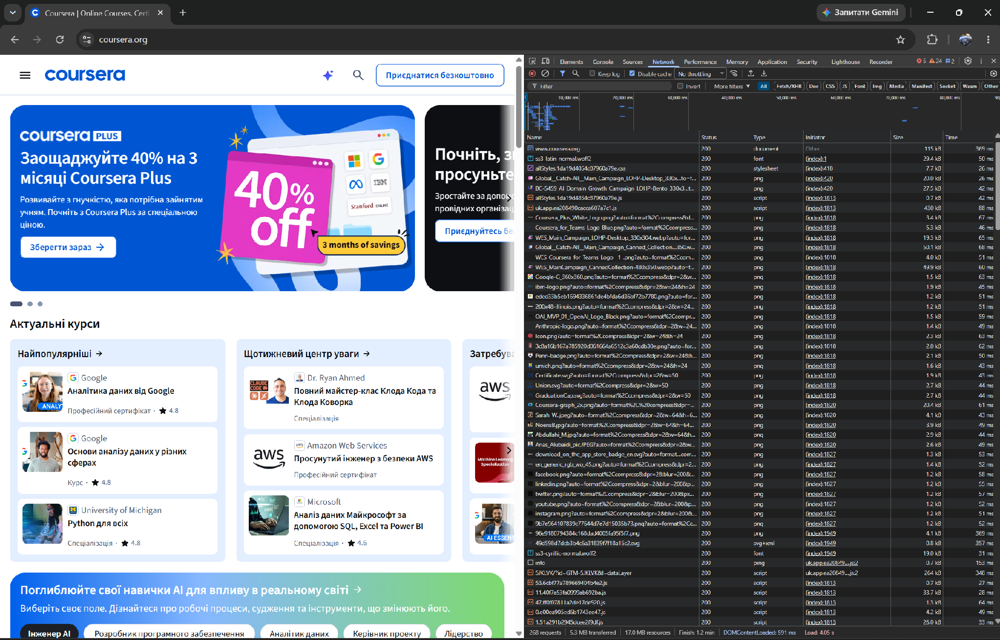 Coursera | Online Courses, Certi
Запитати Gemini
coursera.org
coursera
Приєднатися безкоштовно
coursera PLUS
Заощаджуйте 40% на 3
місяці Coursera Plus
Розвивайте з гнучкістю, яка потрібна зайнятим
учням. Почніть з Coursera Plus за спеціальною
ціною.
Зберегти зараз →
40%
off
IBM
Stanford ONLINE
3 months of savings
Почніть, з
просуньте
Зростайте за допомо
провідних організац
Приєднуйтесь бе
Актуальні курси
Найпопулярніші →
Google
Аналітика даних від Google
Професійний сертифікат · ★ 4.8
ANALY
Google
Основи аналізу даних у різних
сферах
Курс · ★ 4.8
University of Michigan
Python для всіх
Спеціалізація · ★ 4.8
Щотижневий центр уваги →
CLAUDE
CODE
Dr. Ryan Ahmed
Повний майстер-клас Клода Кода та
Клода Коворка
Спеціалізація
aws
Amazon Web Services
Просунутий інженер з безпеки AWS
Професійний сертифікат
Microsoft
Аналіз даних Майкрософт за
допомогою SQL, Excel та Power BI
Спеціалізація · ★ 4.6
Затребува
aws
Machine Learning
Specialization
AI ESSENT
Поглиблюйте свої навички AI для впливу в реальному світі →
Виберіть своє поле. Дізнайтеся про робочі процеси, судження та інструменти, що змінюють його.
Інженер AI
Розробник програмного забезпечення
Аналітик даних
Керівник проекту
Лідерство
Elements Console Sources Network Performance Memory Application Security Lighthouse Recorder 5 24 2
Keep log Disable cache No throttling
Filter Invert More filters All Fetch/XHR Doc CSS JS Font Img Media Manifest Socket Wasm Other
10,000 ms 20,000 ms 30,000 ms 40,000 ms 50,000 ms 60,000 ms 70,000 ms 80,000 ms 90,
Name Status Type Initiator Size Time
www.coursera.org 200 document Other 115 kB 369 ms
ss3-latin-normal.woff2 200 font (index):1 29.4 kB 50 ms
allStyles.1da19d4854c87960a79e.css 200 stylesheet (index):418 7.7 kB 26 ms
Global_Catch-All_Main_Campaign_LOHP-Desktop_330x...to=f... 200 png (index):420 20.0 kB 26 ms
BC-5459 AI Domain Growth Campaign LOHP-Bento 330x3...t... 200 png (index):420 27.5 kB 42 ms
allStyles.1da19d4854c87960a79e.js 200 script (index):1813 0.7 kB 42 ms
uk.app.ea208490cacca607a7c1.js 200 script (index):1813 430 kB 88 ms
Coursera_Plus_White_Logo.png?auto=format%2Ccompress&d... 200 png (index):1818 3.4 kB 67 ms
Coursera_for_Teams Logo Blue.png?auto=format%2Ccompress... 200 png (index):1818 5.3 kB 46 ms
WES_Main_Campaign_LOHP-Desktop_330x304.webp?auto=for... 200 png (index):1818 19.3 kB 65 ms
Global_Catch-All_Main_Campaign_Canned_Collection...350.w... 200 png (index):1818 50.1 kB 68 ms
WES Coursera for Teams Logo 1 .png?auto=format%2Ccom... 200 png (index):1818 4.0 kB 51 ms
WES_MainCampaign_CannedCollection-480x350.webp?auto=f... 200 png (index):1818 49.9 kB 60 ms
Google-G_360x360.png?auto=format%2Ccompress&dpr=2&w... 200 png (index):1818 1.5 kB 63 ms
ibm-logo.png?auto=format%2Ccompress&dpr=2&w=24&h=24 200 png (index):1818 1.9 kB 45 ms
200 png (index):1818 1.2 kB 51 ms
200x48-illinois.png?auto=format%2Ccompress&dpr=2&w=24... 200 png (index):1818 1.2 kB 51 ms
OAI_MVP_01_OpenAI_Logo_Black.png?auto=format%2Ccompr... 200 png (index):1818 1.5 kB 59 ms
Anthropic-logo.png?auto=format%2Ccompress&dpr=2&w=24... 200 png (index):1818 1.4 kB 49 ms
Icon.png?auto=format%2Ccompress&dpr=2&w=24&h=24 200 png (index):1818 2.3 kB 63 ms
200 png (index):1818 2.0 kB 62 ms
Penn-badge.png?auto=format%2Ccompress&dpr=2&w=24&h... 200 png (index):1818 2.1 kB 50 ms
umich.png?auto=format%2Ccompress&dpr=2&w=24&h=24 200 png (index):1818 1.6 kB 43 ms
Certificate.svg?auto=format%2Ccompress&dpr=2&w=50 200 png (index):1818 1.9 kB 43 ms
Union.svg?auto=format%2Ccompress&dpr=2&w=50 200 png (index):1818 2.7 kB 44 ms
GraduationCap.svg?auto=format%2Ccompress&dpr=2&w=50 200 png (index):1818 2.7 kB 44 ms
Coursera-graph_2x.png?auto=format%2C%20compress&dpr=... 200 png (index):1820 20.4 kB 61 ms
Sarah W..jpeg?auto=format%2Ccompress&dpr=2&w=64&h=6... 200 png (index):1820 4.1 kB 43 ms
NoerisB.jpg?auto=format%2Ccompress&dpr=2&w=64&h=64... 200 png (index):1820 3.9 kB 49 ms
Abdullahi_M.jpg?auto=format%2Ccompress&dpr=2&w=64&h... 200 png (index):1820 2.9 kB 44 ms
Anas_Alubaidi_pic.JPEG?auto=format%2Ccompress&dpr=2&w... 200 png (index):1820 2.6 kB 49 ms
download_on_the_app_store_badge_en.svg?auto=format...com... 200 png (index):1827 1.3 kB 53 ms
en_generic_rgb_wo_45.png?auto=format%2Ccompress&dpr=2... 200 png (index):1827 1.4 kB 52 ms
facebook.png?auto=format%2Ccompress&dpr=2&blur=200&... 200 png (index):1827 1.2 kB 58 ms
linkedin.png?auto=format%2Ccompress&dpr=2&blur=200&p... 200 png (index):1827 1.2 kB 55 ms
twitter.png?auto=format%2Ccompress&dpr=2&blur=200&px... 200 png (index):1827 1.2 kB 57 ms
youtube.png?auto=format%2Ccompress&dpr=2&blur=200&p... 200 png (index):1827 1.2 kB 52 ms
instagram.png?auto=format%2Ccompress&dpr=2&blur=200&... 200 png (index):1827 1.2 kB 51 ms
9b7e964107839c77644d7e7d15035b73.png?auto=format%2Cc... 200 png (index):1827 1.2 kB 52 ms
96e9180794384c168dad4005fa95f5f7.png 200 png (index):1949 4.1 kB 369 ms
49d598d7dcb3b4c6a31839f7f18a15c2.svg 200 svg+xml (index):1949 0.8 kB 357 ms
ss3-cyrillic-normal.woff2 200 font (index):1949 19.0 kB 31 ms
info 200 ping uk.app.ea20849....js:2 0.7 kB 153 ms
5JKLVK/?id=GTM-5JKLVK&l=dataLayer 200 script uk.app.ea20849....js:2 264 kB 348 ms
53.6cbf77a789669404b4e2.js 200 script (index):1813 0.7 kB 27 ms
11.40f7a53fa0999ab692ba.js 200 script (index):1813 33.7 kB 28 ms
47.ff0f07811a2de17de920.js 200 script (index):1813 1.3 kB 64 ms
0.e00ea905ed6b1743ee47.js 200 script (index):1813 4.2 kB 49 ms
1.51a291b2945dcee2f9df.js 200 script (index):1813 26.0 kB 33 ms
268 requests 5.3 MB transferred 17.0 MB resources Finish: 1.2 min DOMContentLoaded: 591 ms Load: 4.05 s